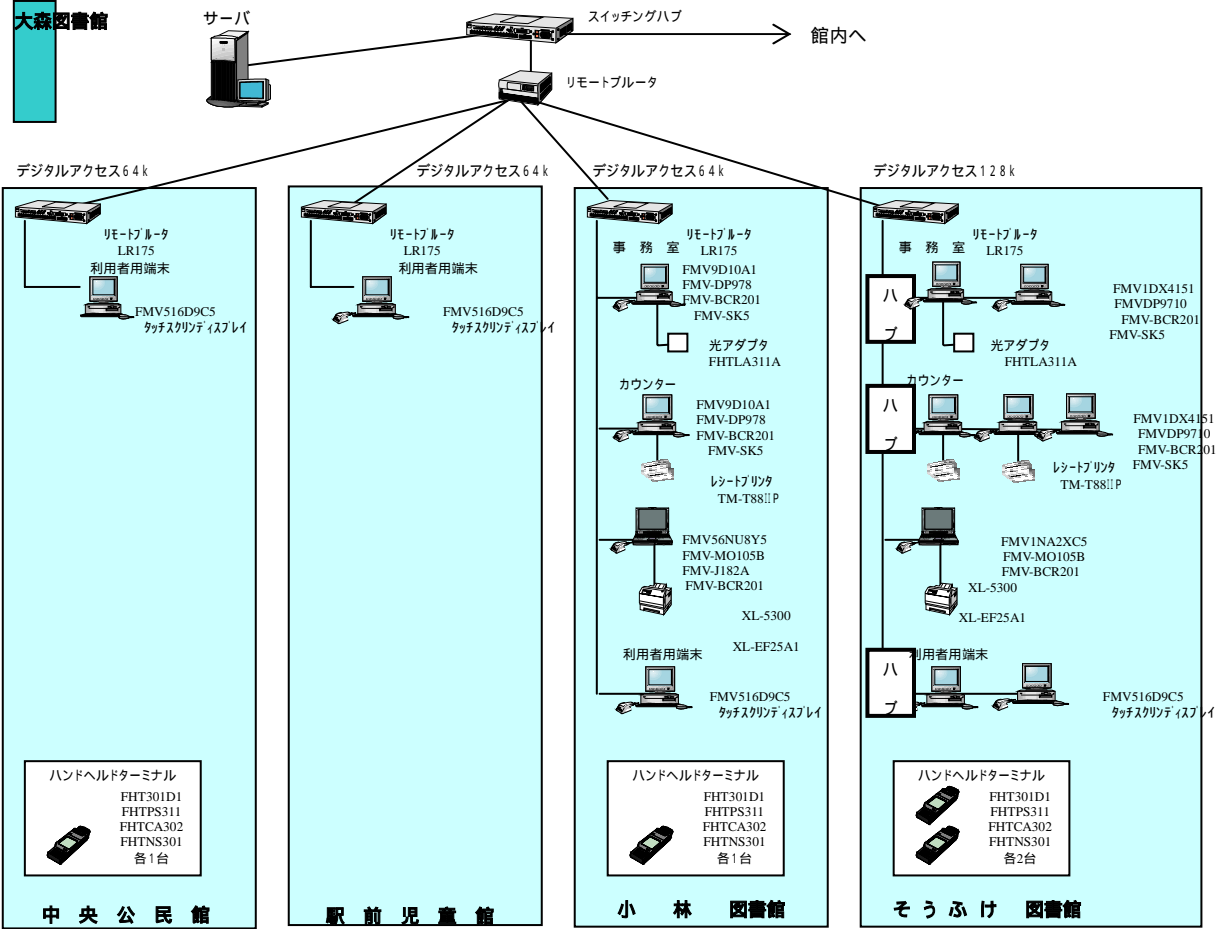 大森図書館
サーバ
スイッチングハブ
館内へ
リモートブルータ
デジタルアクセス64k
デジタルアクセス64k
デジタルアクセス64k
デジタルアクセス128k
ﾘﾓｰﾄﾌﾞﾙｰﾀ
LR175
利用者用端末
FMV516D9C5
ﾀｯﾁｽｸﾘﾝﾃﾞｨｽﾌﾟﾚｲ
ハンドヘルドターミナル
FHT301D1
FHTPS311
FHTCA302
FHTNS301
各1台
中央公民館
ﾘﾓｰﾄﾌﾞﾙｰﾀ
LR175
利用者用端末
FMV516D9C5
ﾀｯﾁｽｸﾘﾝﾃﾞｨｽﾌﾟﾚｲ
駅前児童館
ﾘﾓｰﾄﾌﾞﾙｰﾀ
LR175
事務室
FMV9D10A1
FMV-DP978
FMV-BCR201
FMV-SK5
光アダプタ
FHTLA311A
カウンター
FMV9D10A1
FMV-DP978
FMV-BCR201
FMV-SK5
ﾚｼｰﾄﾌﾟﾘﾝﾀ
TM-T88ⅡP
FMV56NU8Y5
FMV-MO105B
FMV-J182A
FMV-BCR201
XL-5300
XL-EF25A1
利用者用端末
FMV516D9C5
ﾀｯﾁｽｸﾘﾝﾃﾞｨｽﾌﾟﾚｲ
ハンドヘルドターミナル
FHT301D1
FHTPS311
FHTCA302
FHTNS301
各1台
小林 図書館
ﾘﾓｰﾄﾌﾞﾙｰﾀ
LR175
事務室
ハブ
FMV1DX4151
FMVDP9710
FMV-BCR201
FMV-SK5
光アダプタ
FHTLA311A
カウンター
ハブ
FMV1DX4151
FMVDP9710
FMV-BCR201
FMV-SK5
ﾚｼｰﾄﾌﾟﾘﾝﾀ
TM-T88ⅡP
FMV1NA2XC5
FMV-MO105B
FMV-BCR201
XL-5300
XL-EF25A1
利用者用端末
ハブ
FMV516D9C5
ﾀｯﾁｽｸﾘﾝﾃﾞｨｽﾌﾟﾚｲ
ハンドヘルドターミナル
FHT301D1
FHTPS311
FHTCA302
FHTNS301
各2台
そうふけ 図書館